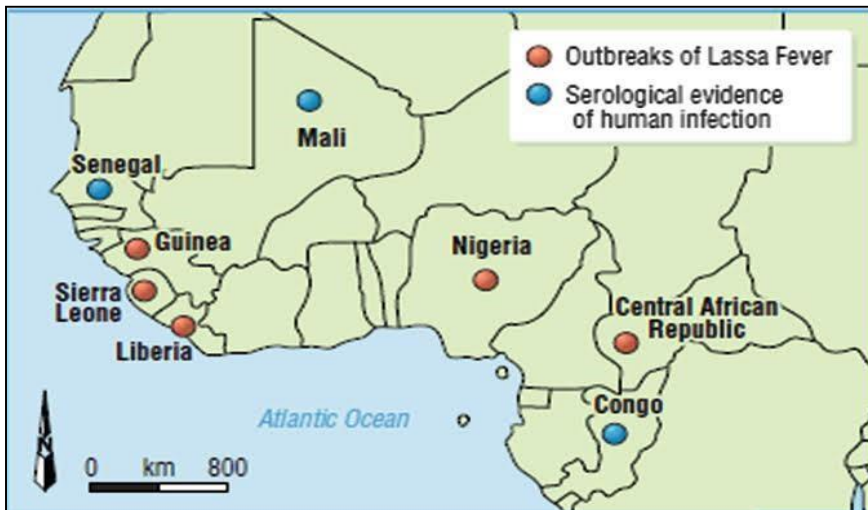 Outbreaks of Lassa Fever
Serological evidence
of human infection
Mali
Senegal
Guinea
Nigeria
Sierra
Leone
Central African
Republic
Liberia
Congo
Atlantic Ocean
N
0 km 800